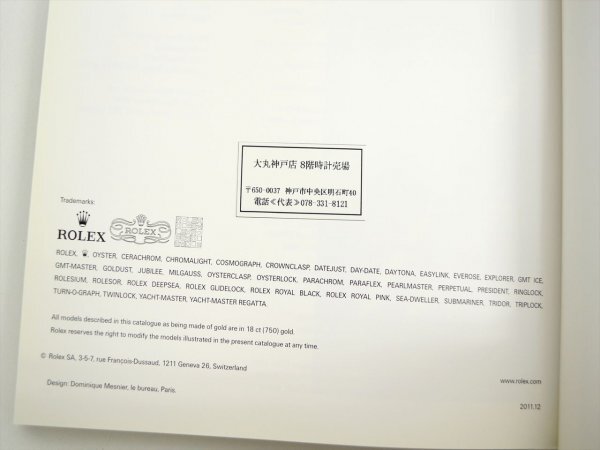 大丸神戸店 8階時計売場
〒650-0037 神戸市中央区明石町40
電話≪代表≫078-331-8121
Trademarks:
ROLEX
ROLEX
ROLEX, OYSTER, CERACHROM, CHROMALIGHT, COSMOGRAPH, CROWNCLASP, DATEJUST, DAY-DATE, DAYTONA, EASYLINK, EVEROSE, EXPLORER, GMT ICE,
GMT-MASTER, GOLDUST, JUBILEE, MILGAUSS, OYSTERCLASP, OYSTERLOCK, PARACHROM, PARAFLEX, PEARLMASTER, PERPETUAL, PRESIDENT, RINGLOCK,
ROLESIUM, ROLESOR, ROLEX DEEPSEA, ROLEX GLIDELOCK, ROLEX ROYAL BLACK, ROLEX ROYAL PINK, SEA-DWELLER, SUBMARINER, TRIDOR, TRIPLOCK,
TURN-O-GRAPH, TWINLOCK, YACHT-MASTER, YACHT-MASTER REGATTA.
All models described in this catalogue as being made of gold are in 18 ct (750) gold.
Rolex reserves the right to modify the models illustrated in the present catalogue at any time.
© Rolex SA, 3-5-7, rue François-Dussaud, 1211 Geneva 26, Switzerland
www.rolex.com
Design: Dominique Mesnier, le bureau, Paris.
2011.12